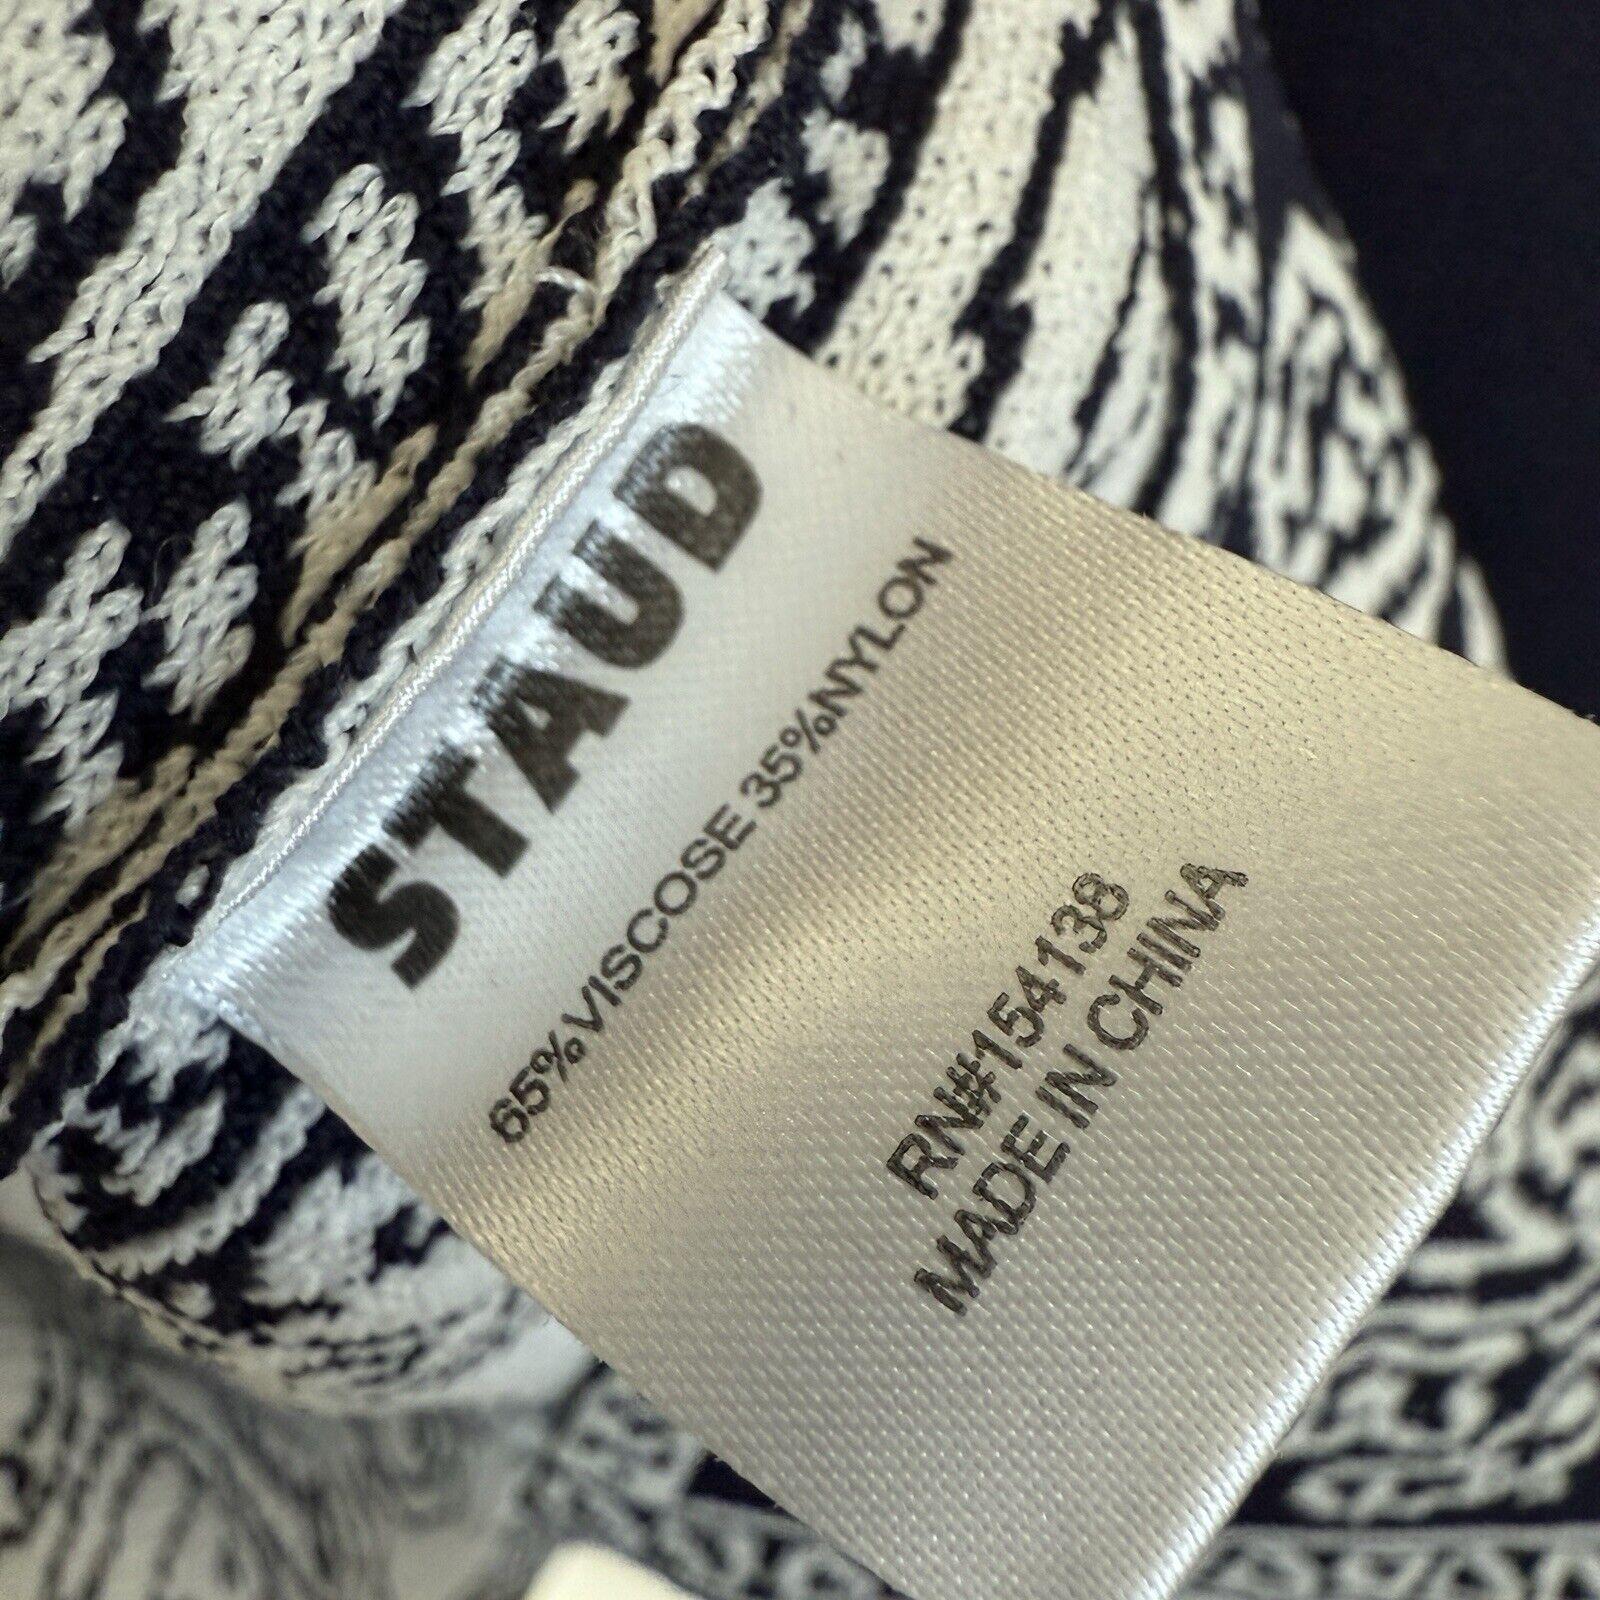 STAUD
65%VISCOSE 35%NYLON
RN#154138
MADE IN CHINA